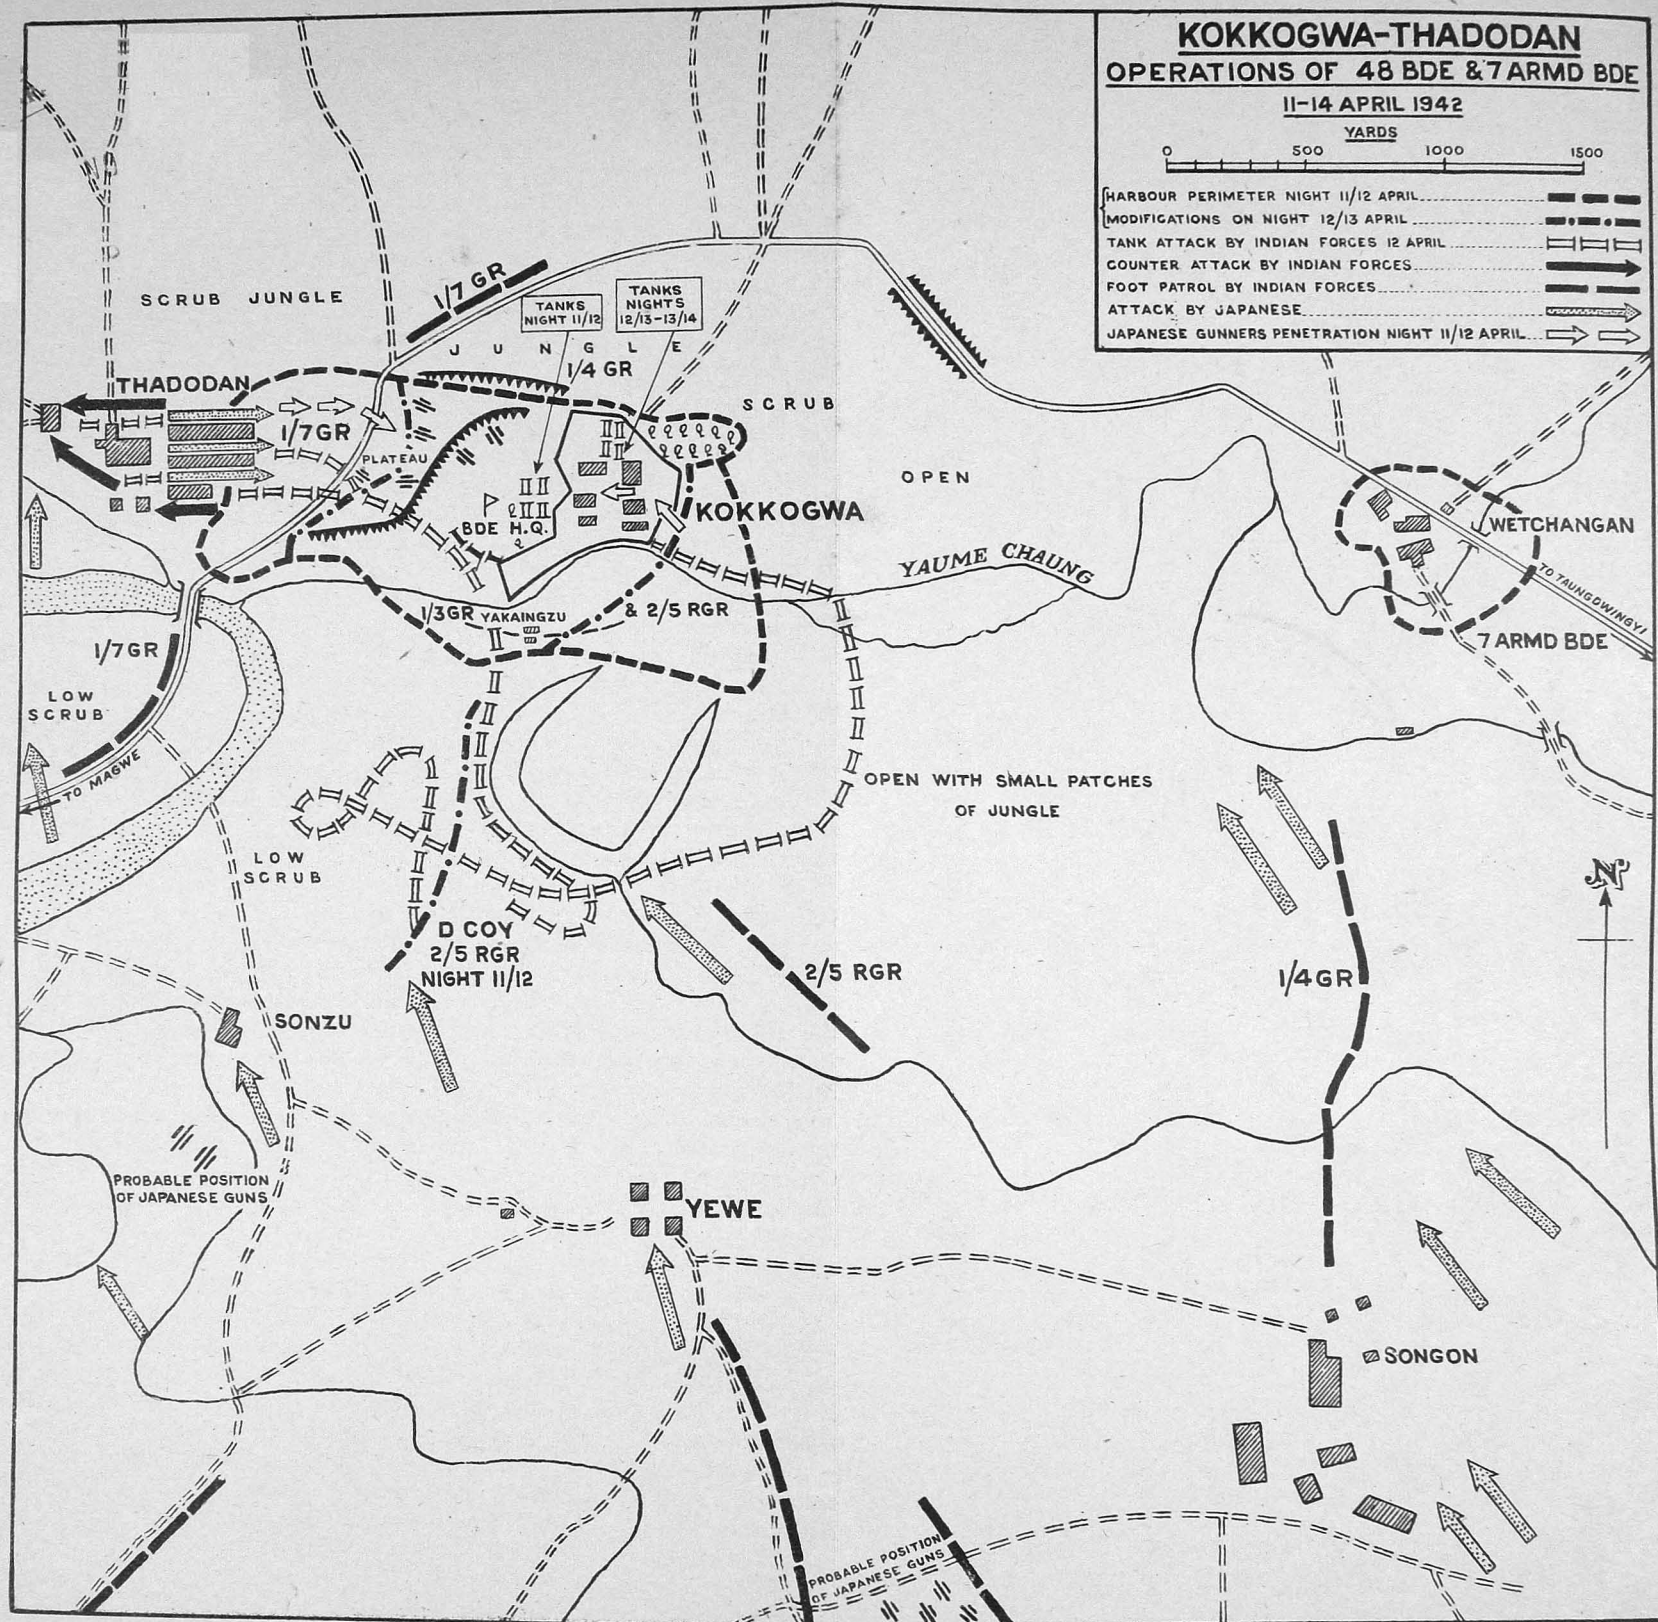 KOKKOGWA-THADODAN
OPERATIONS OF 48 BDE & 7 ARMD BDE
11-14 APRIL 1942
YARDS
0 500 1000 1500
HARBOUR PERIMETER NIGHT 11/12 APRIL
MODIFICATIONS ON NIGHT 12/13 APRIL
TANK ATTACK BY INDIAN FORCES 12 APRIL
COUNTER ATTACK BY INDIAN FORCES
FOOT PATROL BY INDIAN FORCES
ATTACK BY JAPANESE
JAPANESE GUNNERS PENETRATION NIGHT 11/12 APRIL
SCRUB JUNGLE
1/7 GR
TANKS
NIGHT 11/12
TANKS
NIGHTS
12/13-13/14
JUNGLE
1/4 GR
THADODAN
1/7GR
PLATEAU
SCRUB
OPEN
BDE H.Q.
KOKKOGWA
YAUME CHAUNG
WETCHANGAN
TO TAUNGDWINGYI
7 ARMD BDE
1/3GR YAKAINGZU & 2/5 RGR
1/7GR
LOW
SCRUB
TO MAGWE
OPEN WITH SMALL PATCHES
OF JUNGLE
LOW
SCRUB
N
D COY
2/5 RGR
NIGHT 11/12
2/5 RGR
1/4GR
SONZU
PROBABLE POSITION
OF JAPANESE GUNS
YEWE
SONGON
PROBABLE POSITION
OF JAPANESE GUNS